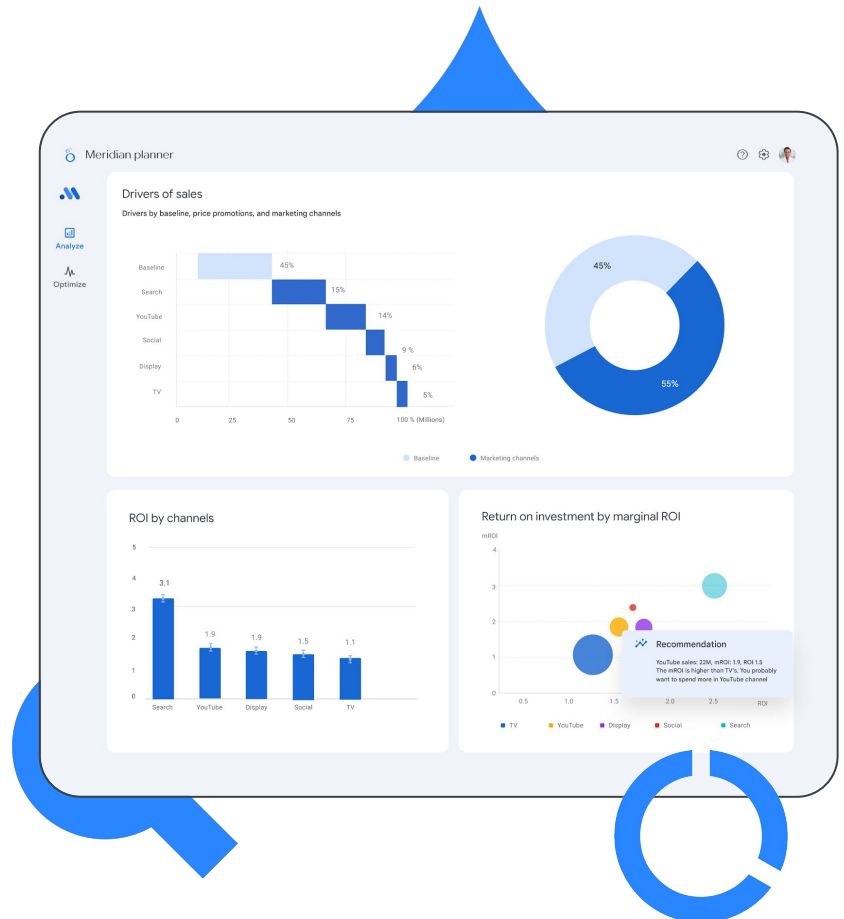 Meridian planner
Analyze
Optimize
Drivers of sales
Drivers by baseline, price promotions, and marketing channels
Baseline
45%
Search
15%
YouTube
14%
Social
9 %
Display
6%
TV
5%
0 25 50 75 100 % (Millions)
45%
55%
Baseline Marketing channels
ROI by channels
5
4
3
2
1
0
3.1
1.9
1.9
1.5
1.1
Search YouTube Display Social TV
Return on investment by marginal ROI
mROI
4
3
2
1
0
Recommendation
YouTube sales: 22M, mROI: 1.9, ROI 1.5
The mROI is higher than TV's. You probably
want to spend more in YouTube channel
0.5 1.0 1.5 2.0 2.5 ROI
TV YouTube Display Social Search